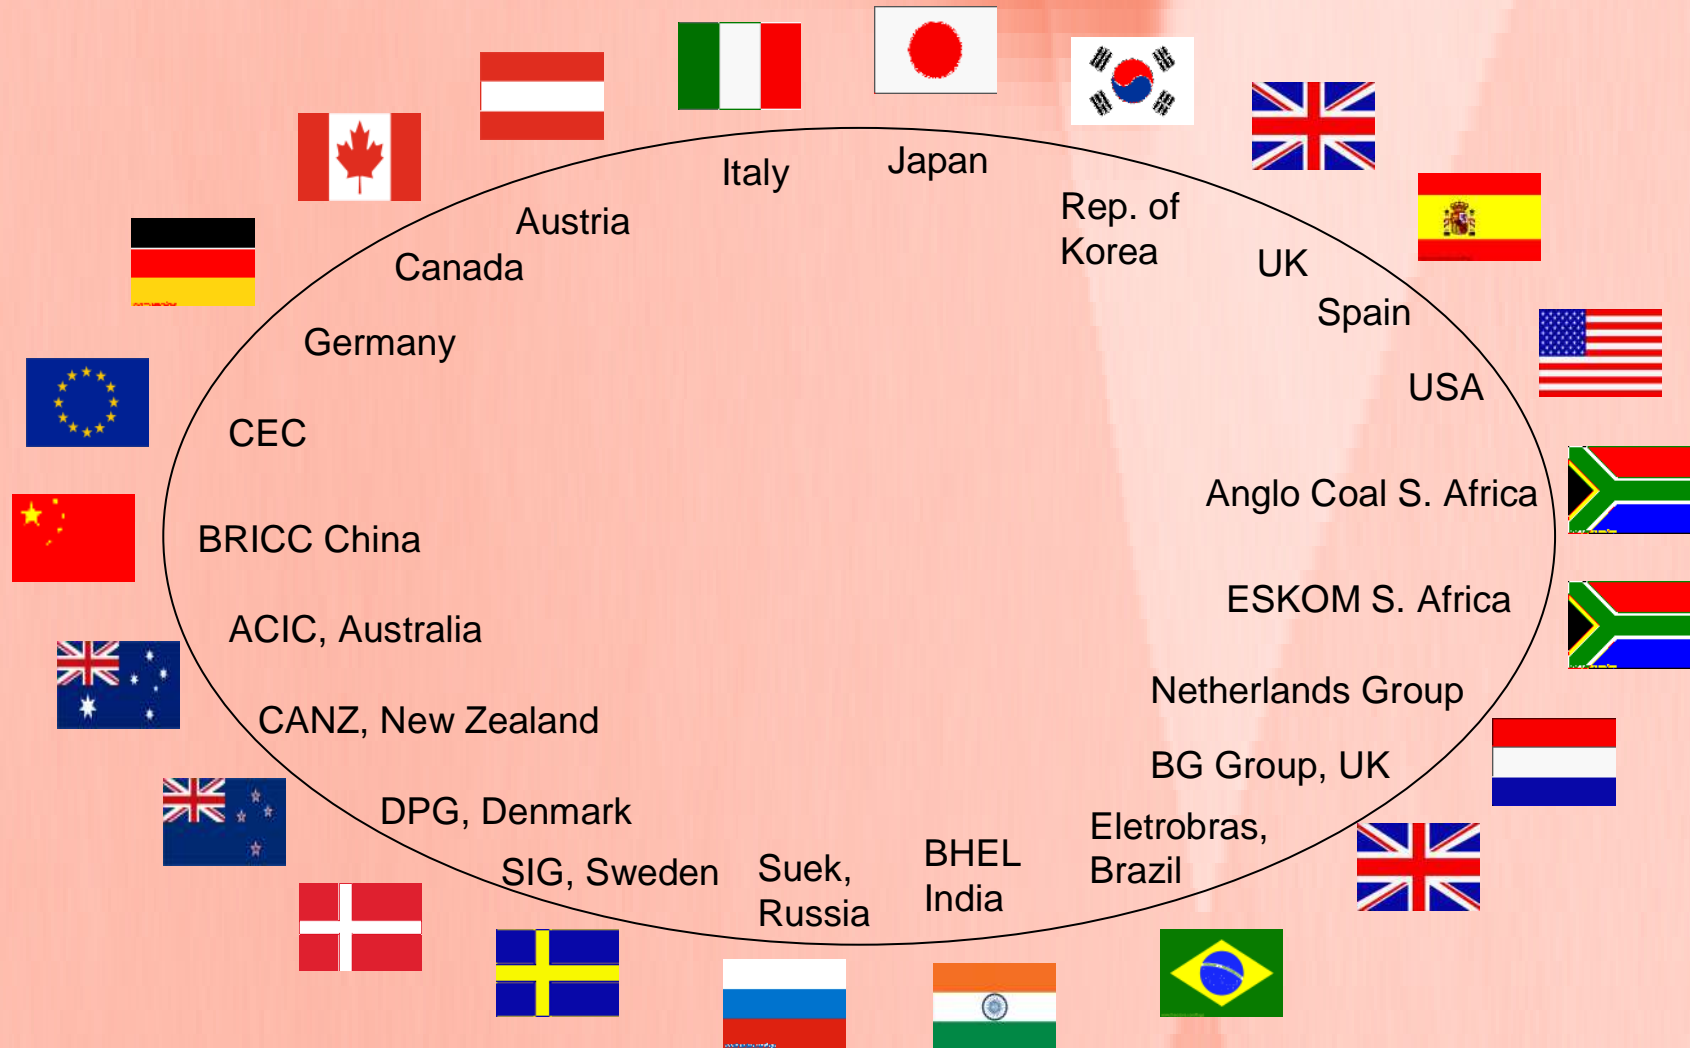 Italy
Japan
Rep. of
Korea
Austria
UK
Canada
Spain
Germany
USA
CEC
Anglo Coal S. Africa
BRICC China
ESKOM S. Africa
ACIC, Australia
Netherlands Group
CANZ, New Zealand
BG Group, UK
DPG, Denmark
Eletrobras,
Brazil
SIG, Sweden
Suek,
Russia
BHEL
India